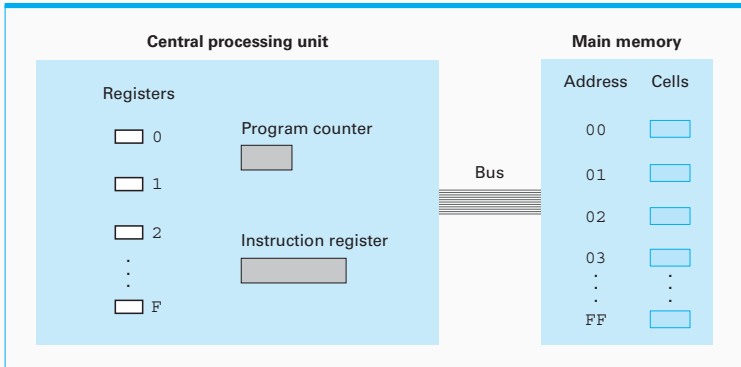 Central processing unit
Main memory
Registers
Address Cells
0
Program counter
00
1
Bus
01
2
Instruction register
02
03
F
FF